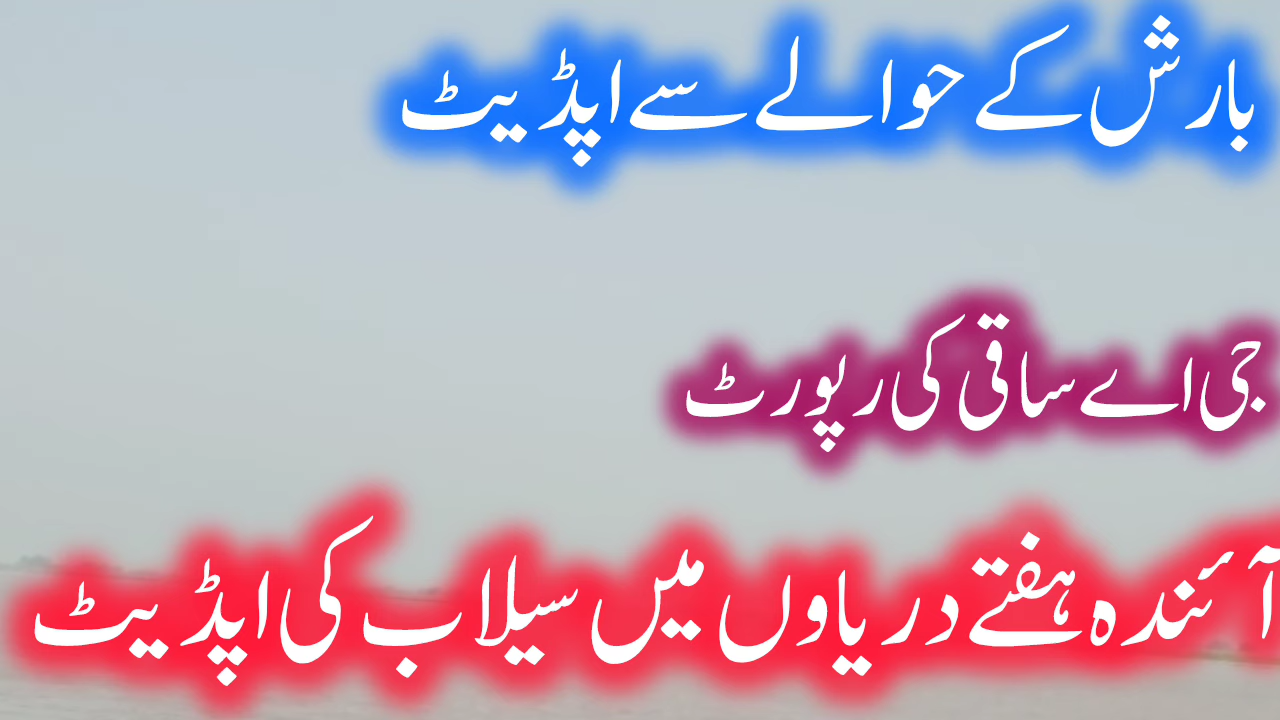 بارش کے حوالے سے اپڈیٹ
جی اے ساقی کی رپورٹ
آئندہ ہفتے دریاوں میں سیلاب کی اپڈیٹ